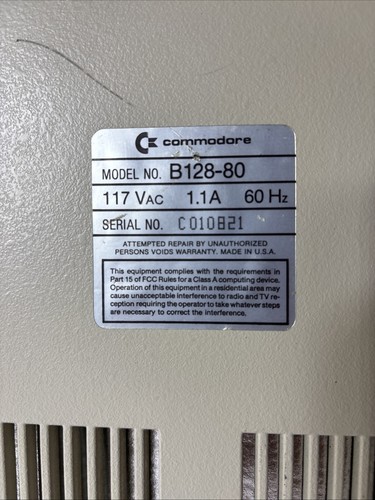 commodore
MODEL NO. B128-80
117 VAC 1.1A 60 Hz
SERIAL NO. C010821
ATTEMPTED REPAIR BY UNAUTHORIZED
PERSONS VOIDS WARRANTY. MADE IN U.S.A.
This equipment complies with the requirements in
Part 15 of FCC Rules for a Class A computing device.
Operation of this equipment in a residential area may
cause unacceptable interference to radio and TV re-
ception requiring the operator to take whatever steps
are necessary to correct the interference.